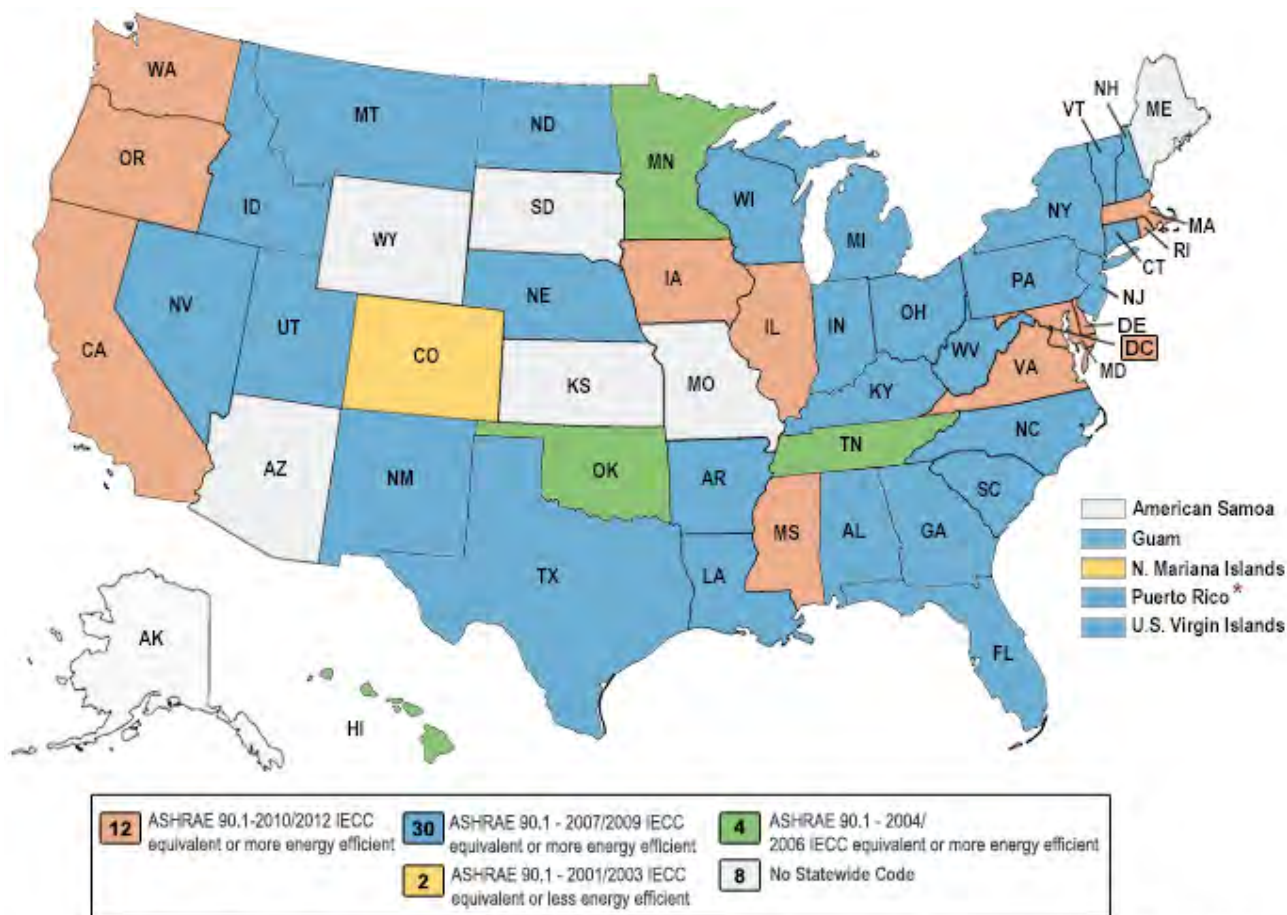 WA
MT
ND
MN
OR
ID
WY
SD
WI
MI
VT
NH
ME
NY
MA
RI
CT
NV
UT
CO
NE
IA
IL
IN
OH
PA
NJ
DE
DC
MD
WV
VA
CA
KS
MO
KY
NC
AZ
NM
OK
AR
TN
SC
MS
AL
GA
TX
LA
FL
AK
HI
American Samoa
Guam
N. Mariana Islands
Puerto Rico*
U.S. Virgin Islands
12 ASHRAE 90.1-2010/2012 IECC
equivalent or more energy efficient
30 ASHRAE 90.1 - 2007/2009 IECC
equivalent or more energy efficient
4 ASHRAE 90.1 - 2004/
2006 IECC equivalent or more energy efficient
2 ASHRAE 90.1 - 2001/2003 IECC
equivalent or less energy efficient
8 No Statewide Code